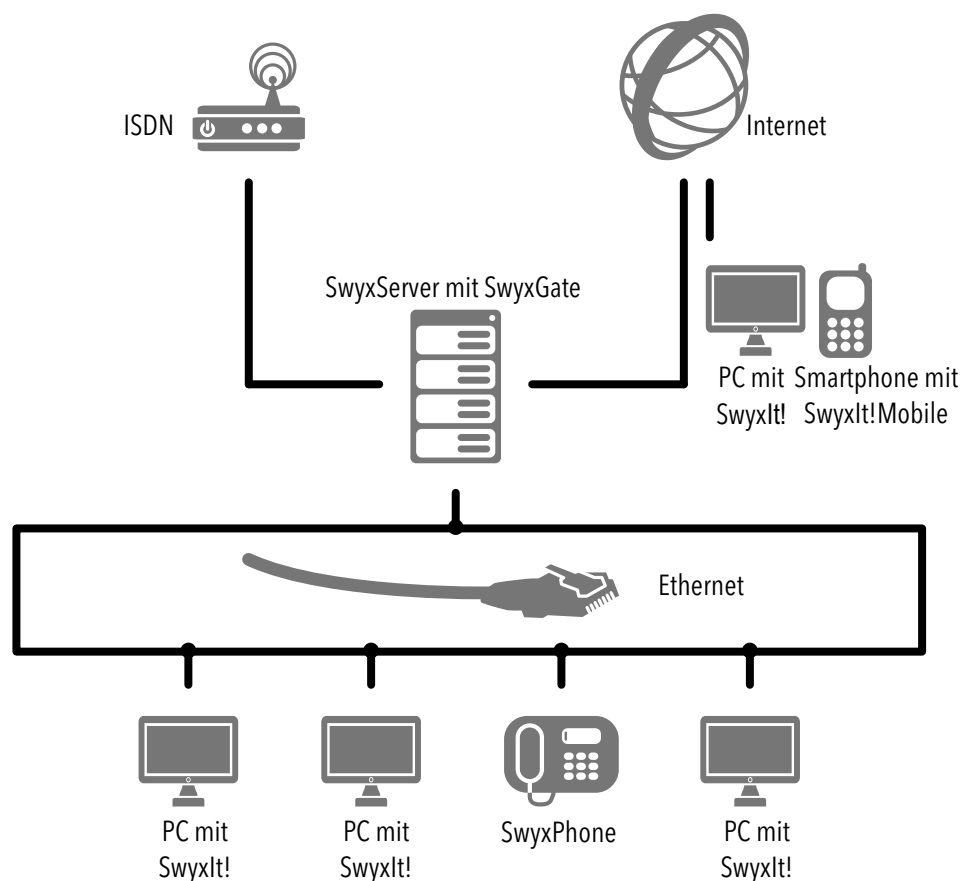 ISDN
Internet
SwyxServer mit SwyxGate
PC mit
SwyxIt!
Smartphone mit
SwyxIt!Mobile
Ethernet
PC mit
SwyxIt!
PC mit
SwyxIt!
SwyxPhone
PC mit
SwyxIt!